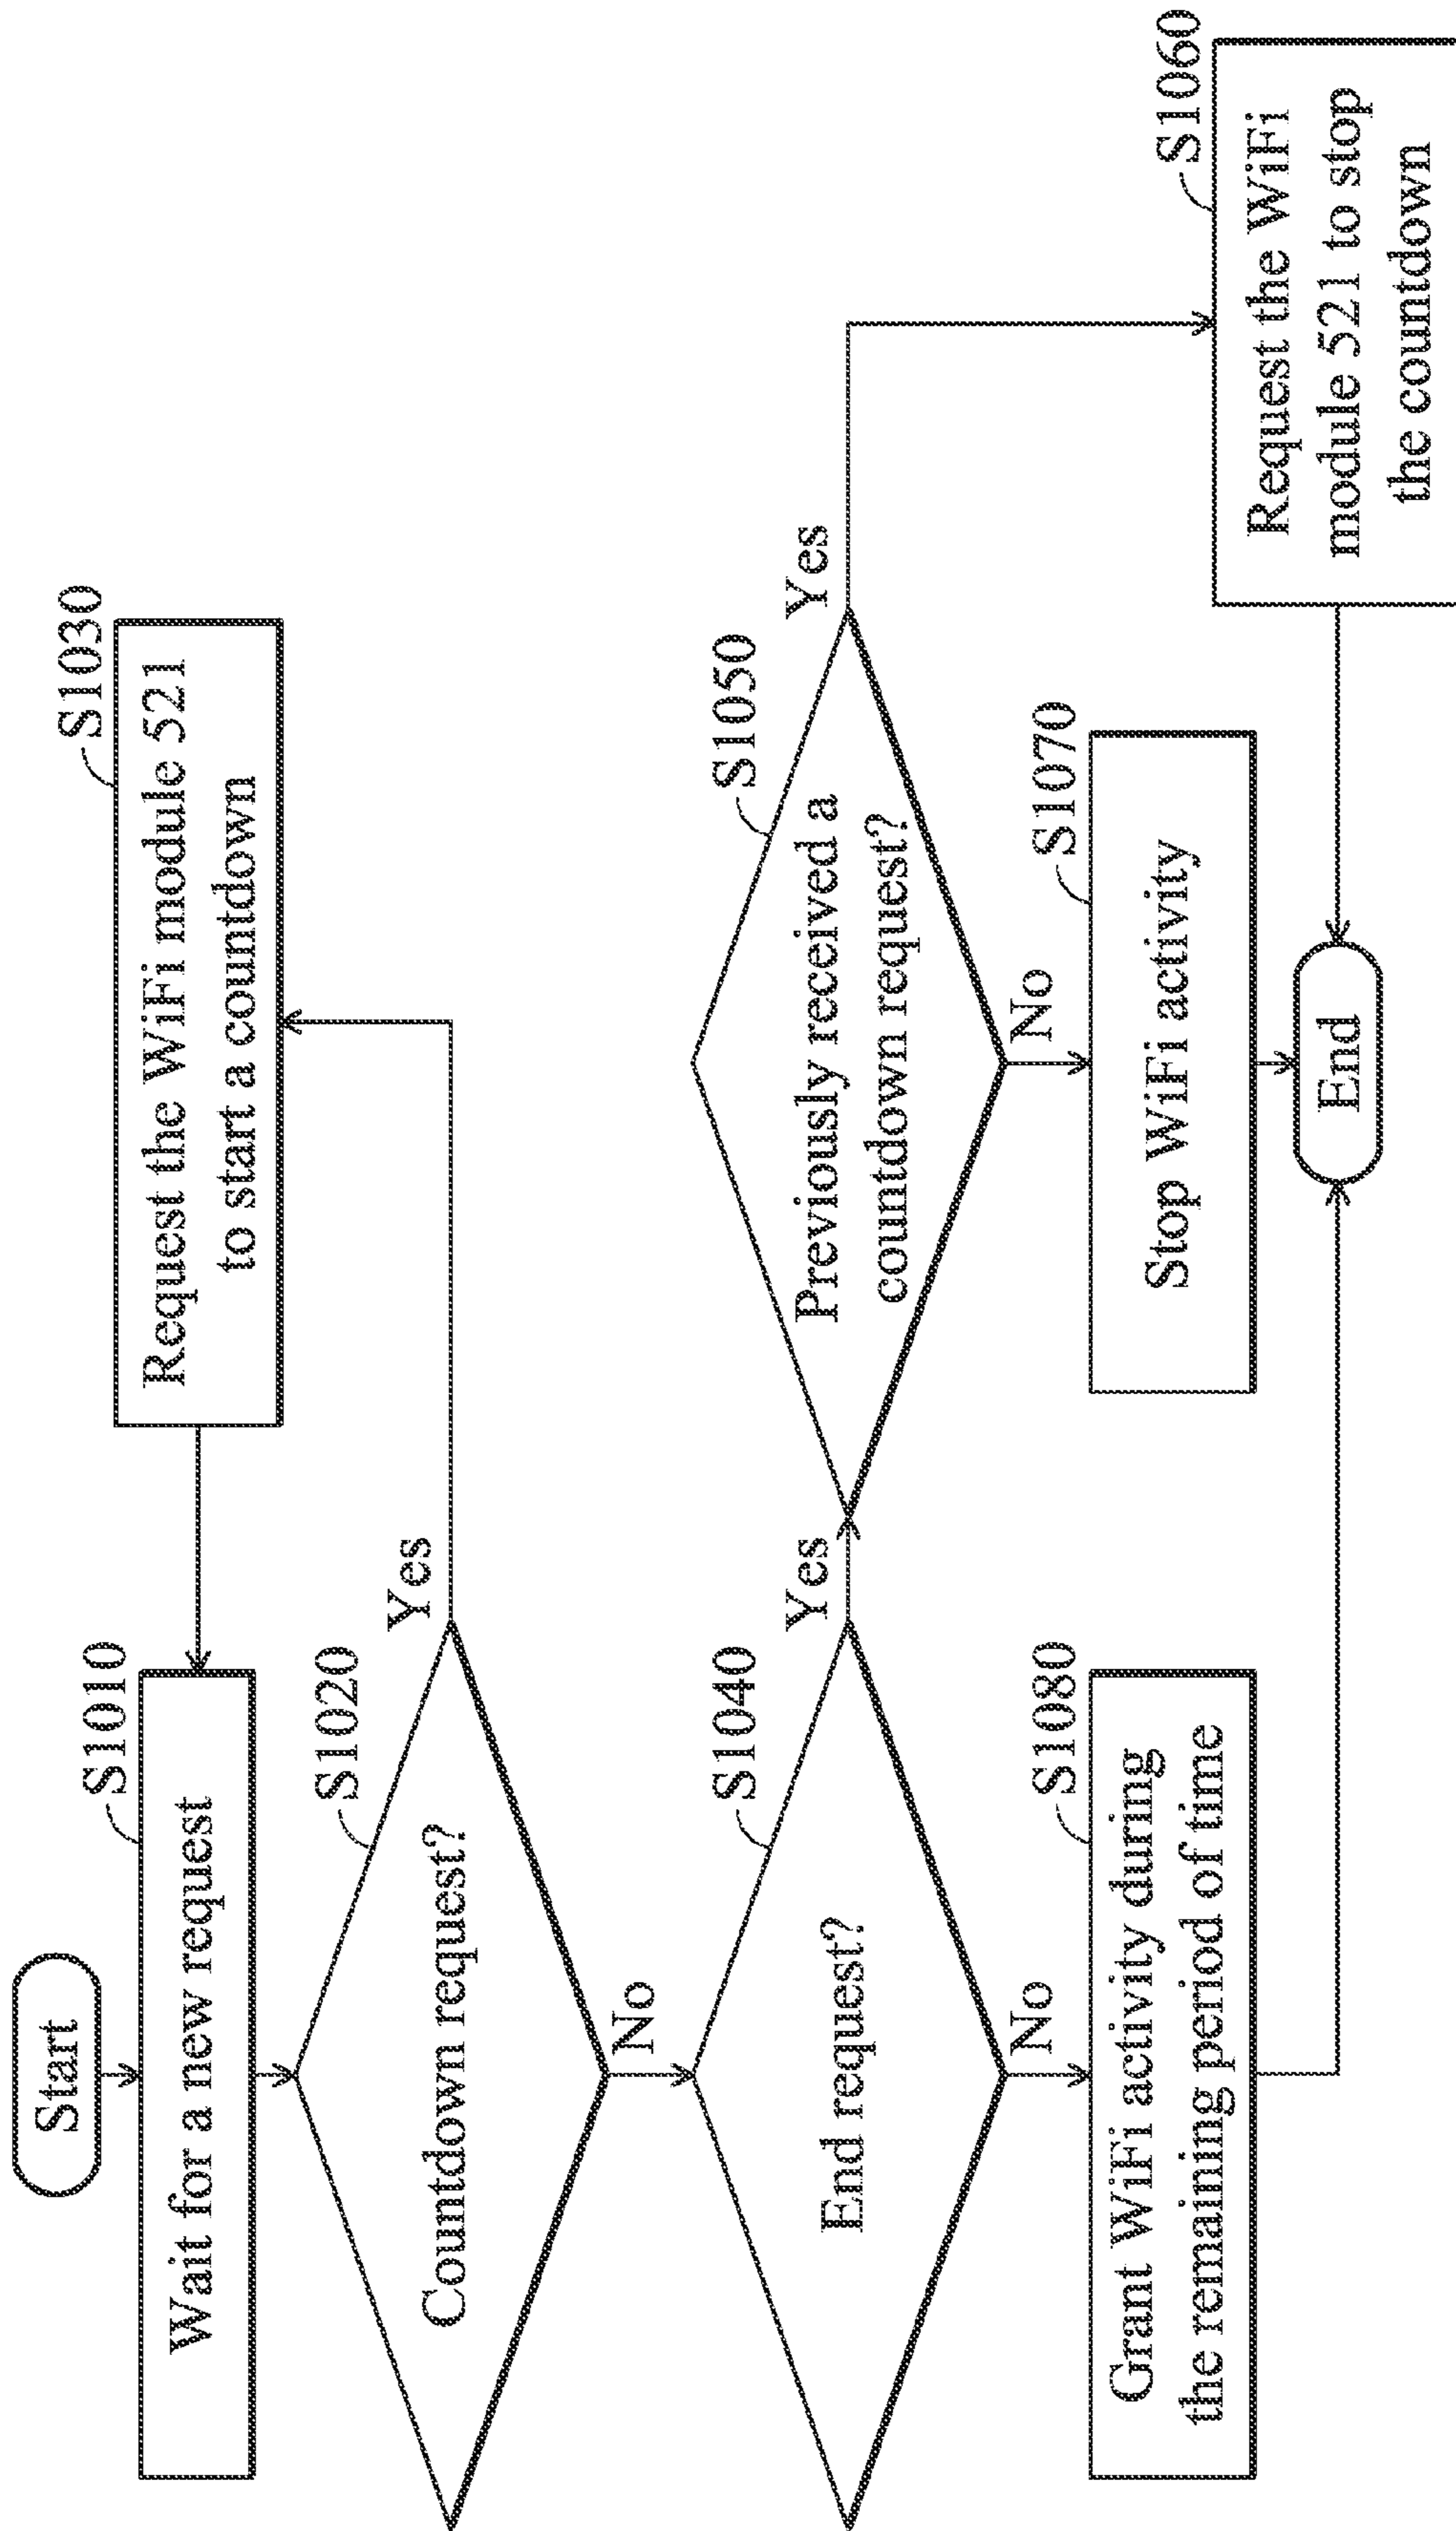 Start
S1010
Wait for a new request
S1020
Countdown request?
Yes
No
S1030
Request the WiFi module 521
to start a countdown
S1040
End request?
Yes
No
S1050
Previously received a
countdown request?
Yes
No
S1060
Request the WiFi
module 521 to stop
the countdown
S1070
Stop WiFi activity
S1080
Grant WiFi activity during
the remaining period of time
End